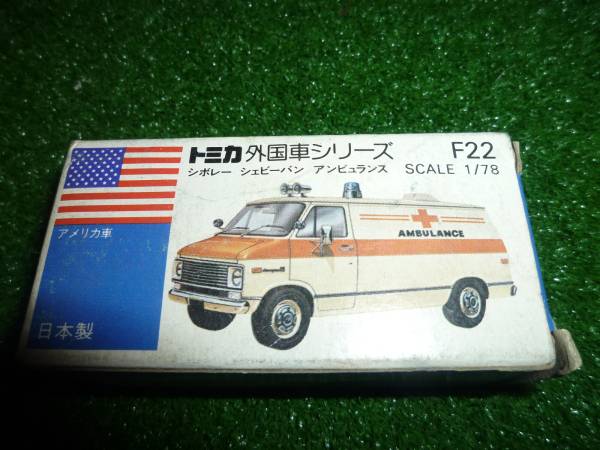 トミカ 外国車シリーズ F22
シボレー シェビーバン アンビュランス SCALE 1/78
アメリカ車
AMBULANCE
日本製